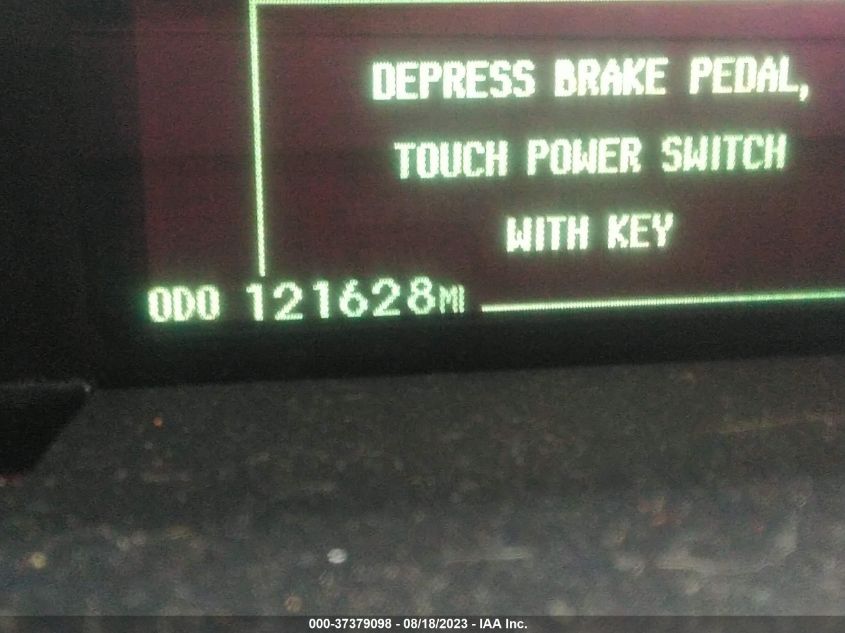 DEPRESS BRAKE PEDAL,
TOUCH POWER SWITCH
WITH KEY
ODO 121628MI
000-37379098 - 08/18/2023 - IAA Inc.